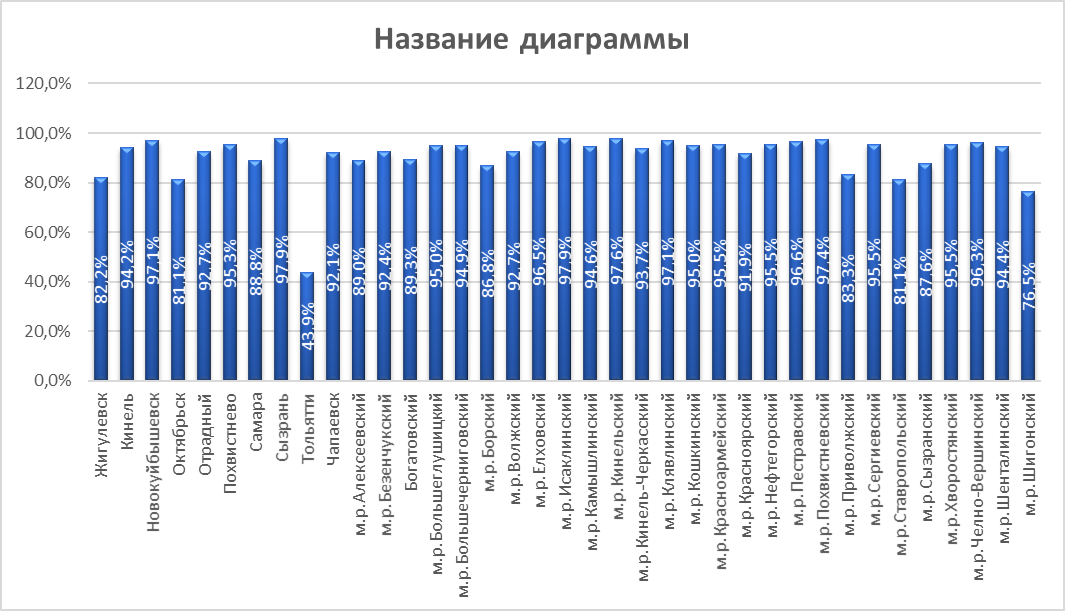 Название диаграммы
120,0%
100,0%
80,0%
60,0%
40,0%
20,0%
0,0%
82.2%
94.2%
97.1%
81.1%
92.7%
95.3%
88.8%
97.9%
43.9%
92.1%
89.0%
92.4%
89.3%
95.0%
94.9%
86.8%
92.7%
96.5%
97.9%
94.6%
97.6%
93.7%
97.1%
95.0%
95.5%
91.9%
95.5%
96.6%
97.4%
83.3%
95.5%
81.1%
87.6%
95.5%
96.3%
94.4%
76.5%
Жигулевск
Кинель
Новокуйбышевск
Октябрьск
Отрадный
Похвистнево
Самара
Сызрань
Тольятти
Чапаевск
м.р.Алексеевский
м.р.Безенчукский
Богатовский
м.р.Большеглушицкий
м.р.Большечерниговский
м.р.Борский
м.р.Волжский
м.р.Елховский
м.р.Исаклинский
м.р.Камышлинский
м.р.Кинельский
м.р.Кинель-Черкасский
м.р.Клявлинский
м.р.Кошкинский
м.р.Красноармейский
м.р.Красноярский
м.р.Нефтегорский
м.р.Пестравский
м.р.Похвистневский
м.р.Приволжский
м.р.Сергиевский
м.р.Ставропольский
м.р.Сызранский
м.р.Хворостянский
м.р.Челно-Вершинский
м.р.Шенталинский
м.р.Шигонский